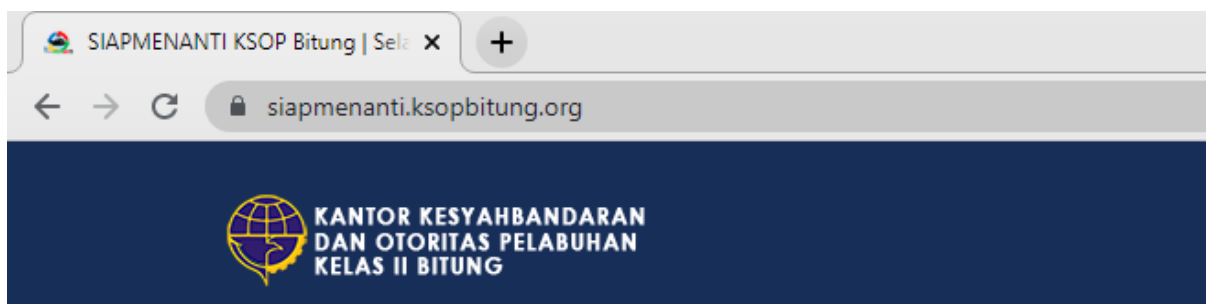 SIAPMENANTI KSOP Bitung | Sela
siapmenanti.ksopbitung.org
KANTOR KESYAHBANDARAN
DAN OTORITAS PELABUHAN
KELAS II BITUNG